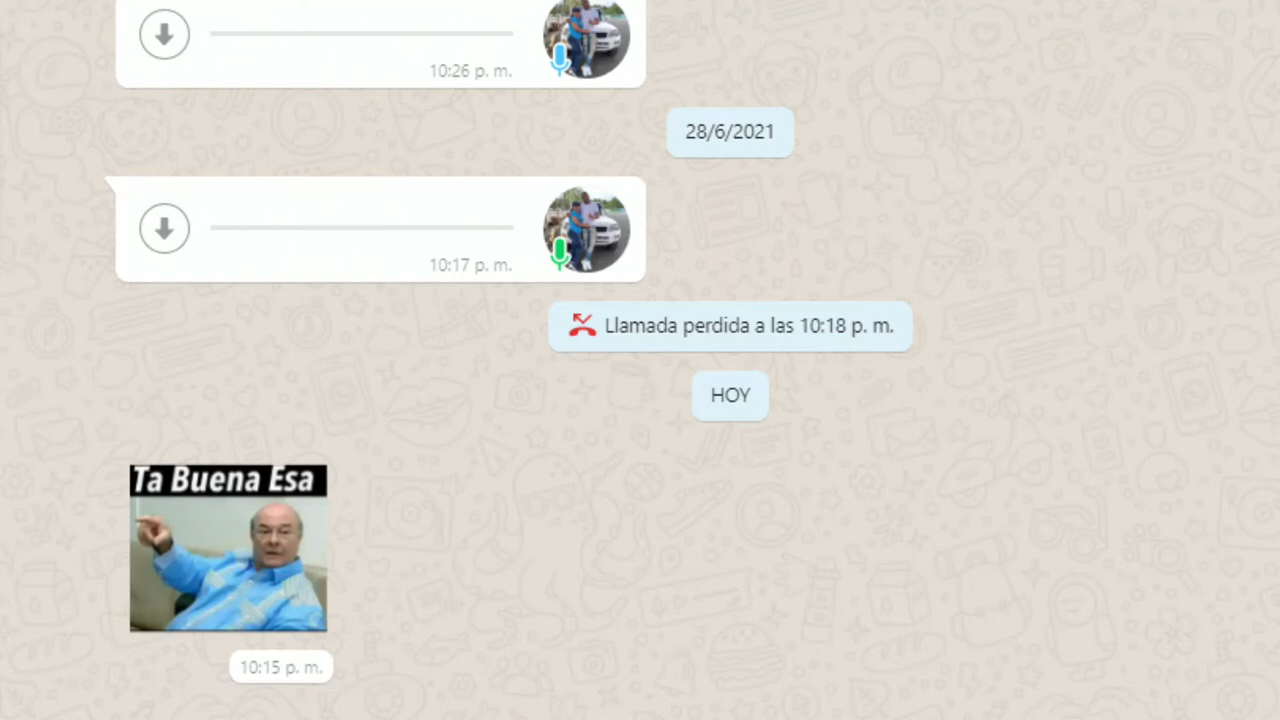 10:26 p. m.
28/6/2021
10:17 p. m.
Llamada perdida a las 10:18 p. m.
HOY
Ta Buena Esa
10:15 p. m.